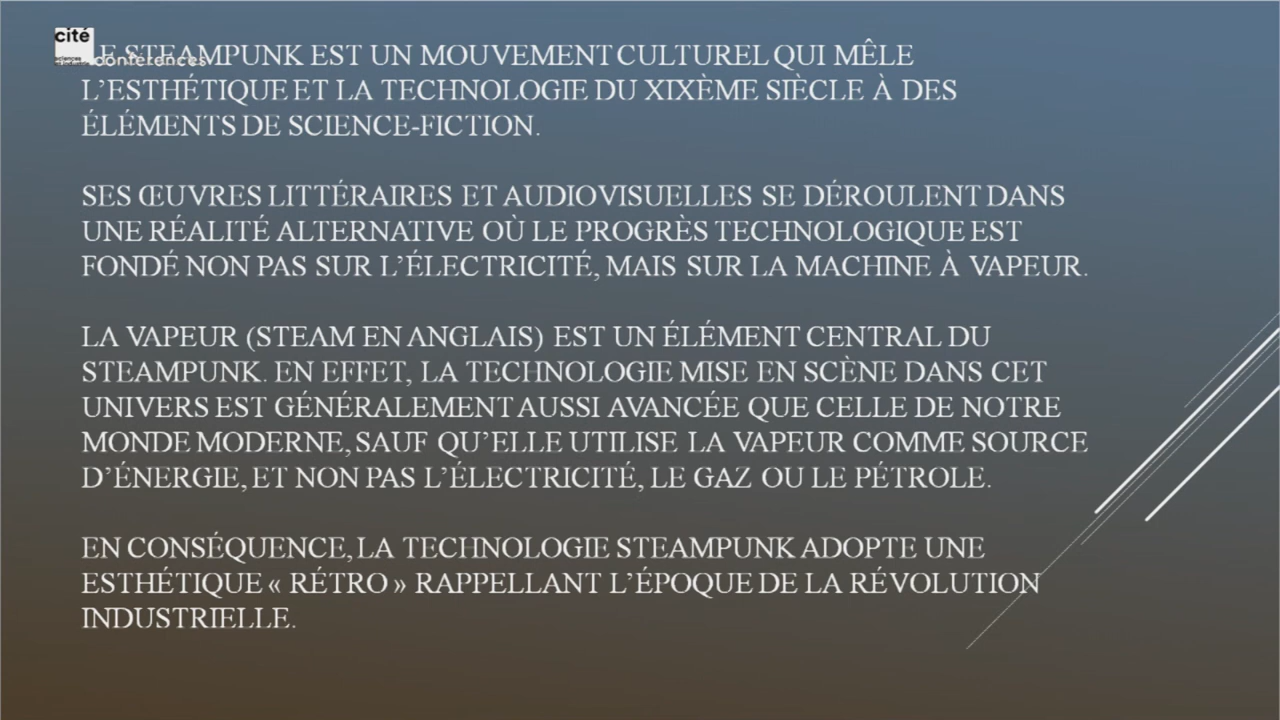 cité
sciences
et industrie
conférences
LE STEAMPUNK EST UN MOUVEMENT CULTUREL QUI MÊLE
L'ESTHÉTIQUE ET LA TECHNOLOGIE DU XIXÈME SIÈCLE À DES
ÉLÉMENTS DE SCIENCE-FICTION.
SES ŒUVRES LITTÉRAIRES ET AUDIOVISUELLES SE DÉROULENT DANS
UNE RÉALITÉ ALTERNATIVE OÙ LE PROGRÈS TECHNOLOGIQUE EST
FONDÉ NON PAS SUR L'ÉLECTRICITÉ, MAIS SUR LA MACHINE À VAPEUR.
LA VAPEUR (STEAM EN ANGLAIS) EST UN ÉLÉMENT CENTRAL DU
STEAMPUNK. EN EFFET, LA TECHNOLOGIE MISE EN SCÈNE DANS CET
UNIVERS EST GÉNÉRALEMENT AUSSI AVANCÉE QUE CELLE DE NOTRE
MONDE MODERNE, SAUF QU'ELLE UTILISE LA VAPEUR COMME SOURCE
D'ÉNERGIE, ET NON PAS L'ÉLECTRICITÉ, LE GAZ OU LE PÉTROLE.
EN CONSÉQUENCE, LA TECHNOLOGIE STEAMPUNK ADOPTE UNE
ESTHÉTIQUE « RÉTRO » RAPPELLANT L'ÉPOQUE DE LA RÉVOLUTION
INDUSTRIELLE.